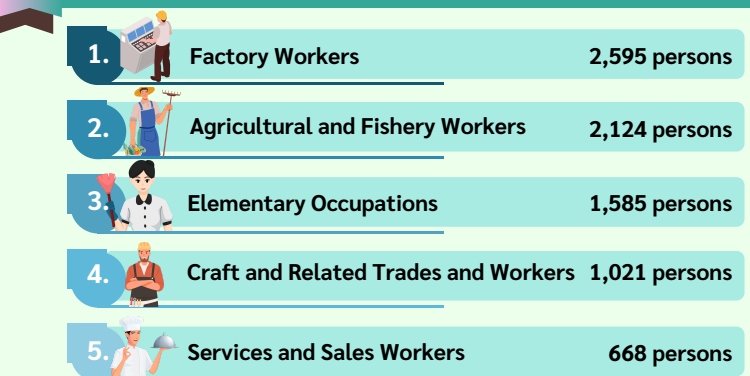 1. Factory Workers 2,595 persons
2. Agricultural and Fishery Workers 2,124 persons
3. Elementary Occupations 1,585 persons
4. Craft and Related Trades and Workers 1,021 persons
5. Services and Sales Workers 668 persons